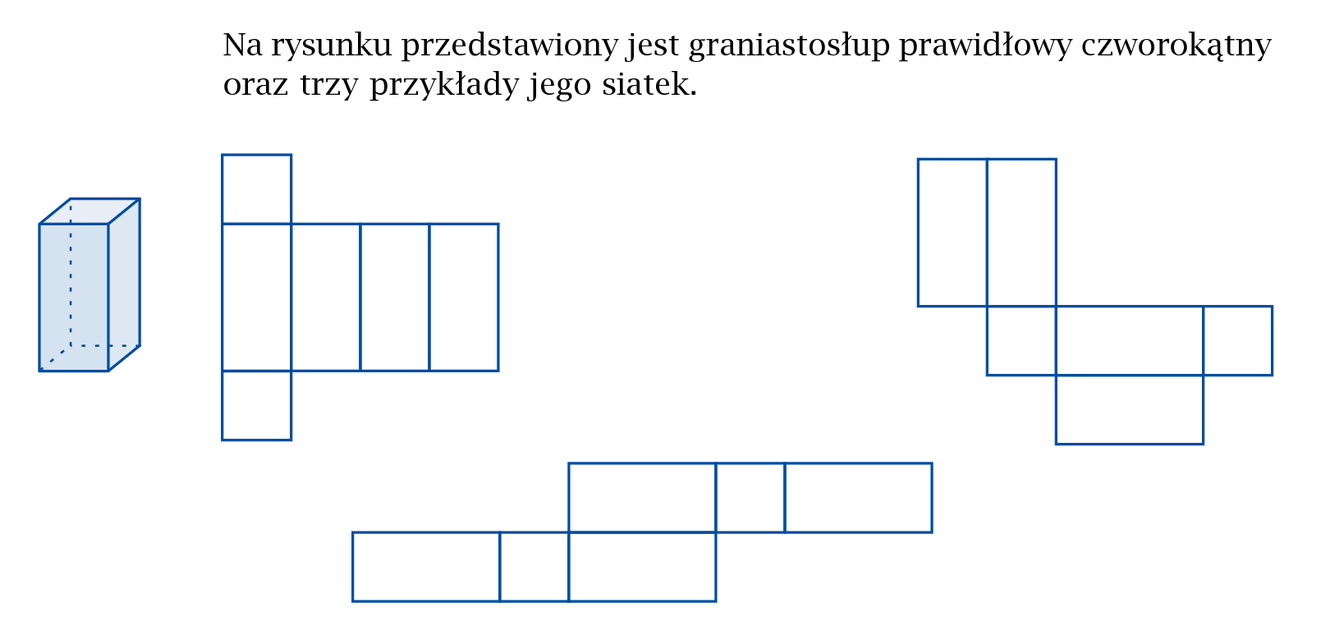 Na rysunku przedstawiony jest graniastosłup prawidłowy czworokątny
oraz trzy przykłady jego siatek.